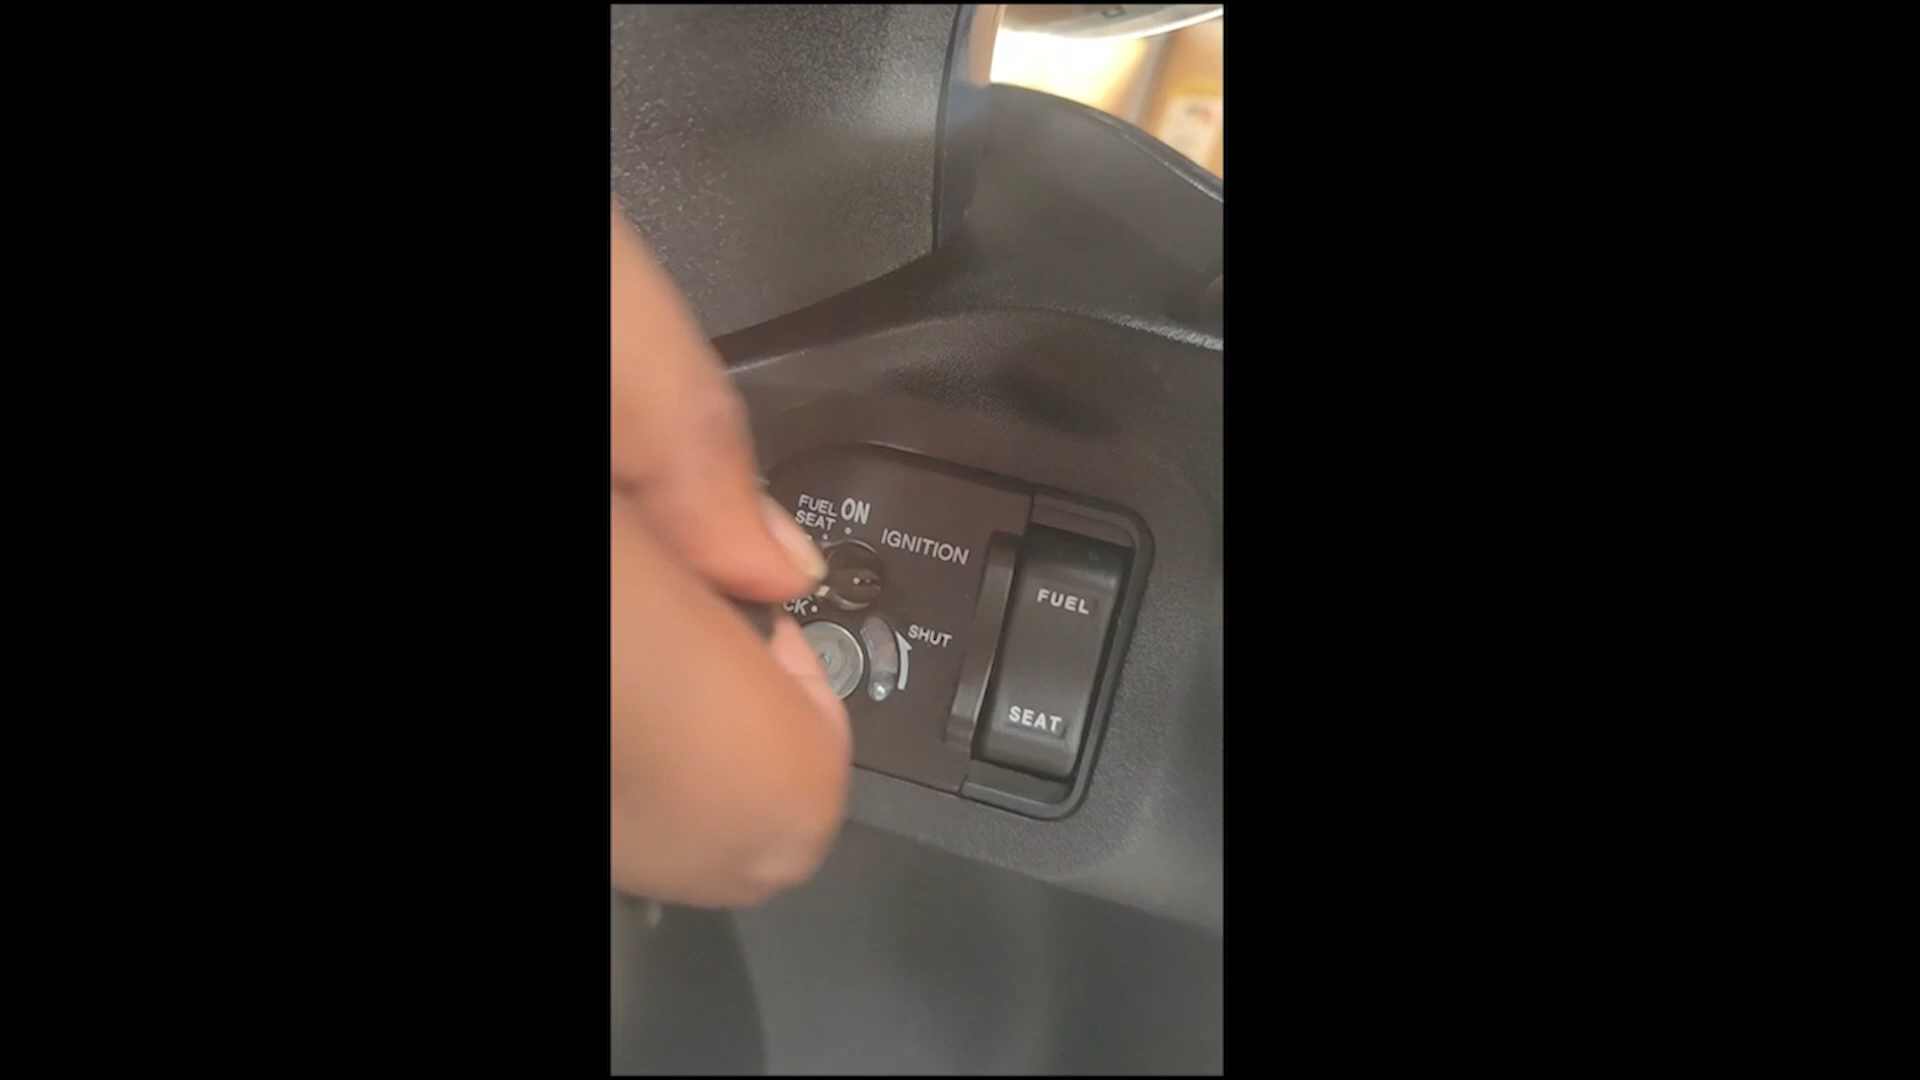 FUEL
SEAT
ON
IGNITION
CK
SHUT
FUEL
SEAT